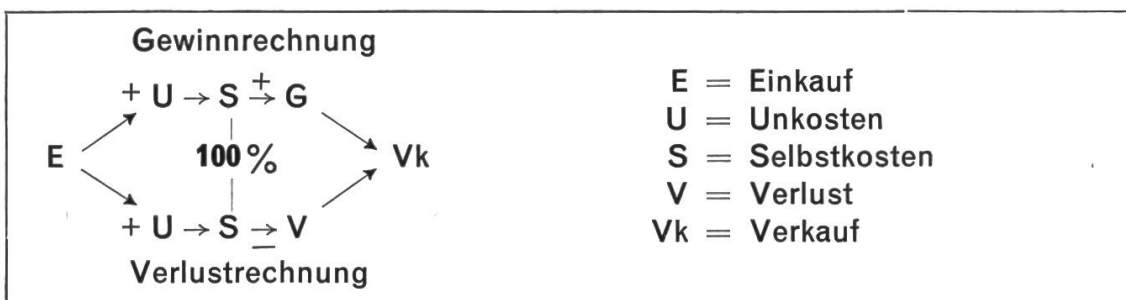 Gewinnrechnung
+ U → S + → G
E 100% Vk
+ U → S → − V
Verlustrechnung
E = Einkauf
U = Unkosten
S = Selbstkosten
V = Verlust
Vk = Verkauf